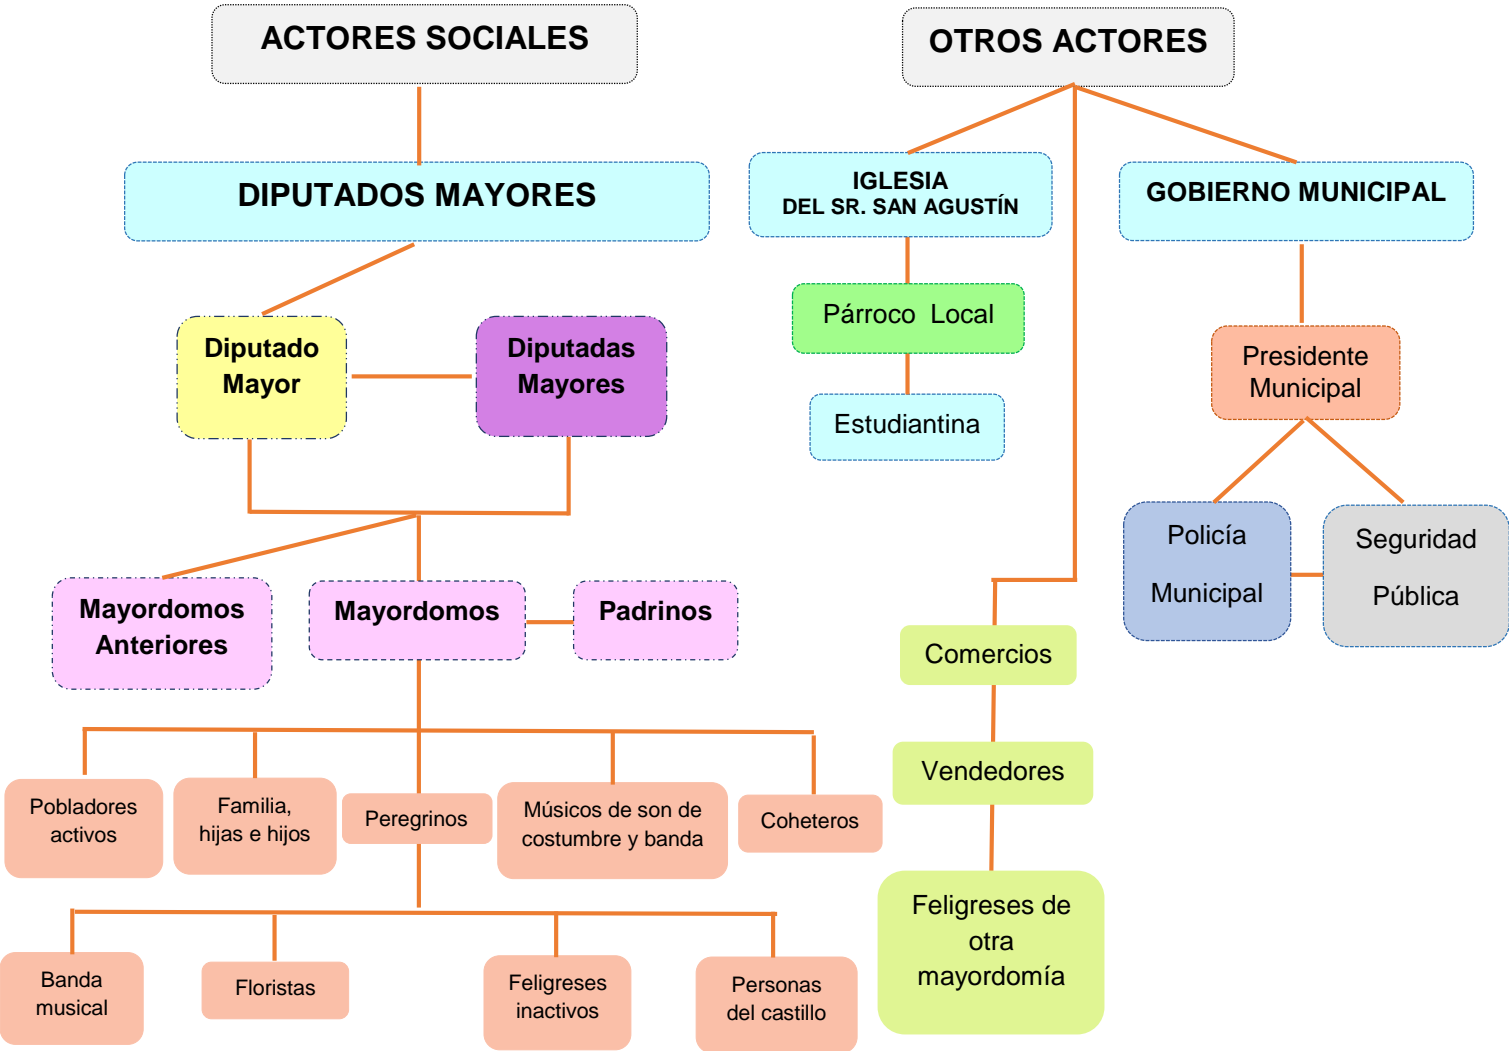 ACTORES SOCIALES
OTROS ACTORES
DIPUTADOS MAYORES
IGLESIA
DEL SR. SAN AGUSTÍN
GOBIERNO MUNICIPAL
Párroco Local
Estudiantina
Diputado
Mayor
Diputadas
Mayores
Presidente
Municipal
Policía
Municipal
Seguridad
Pública
Mayordomos
Anteriores
Mayordomos
Padrinos
Comercios
Vendedores
Feligreses de
otra
mayordomía
Pobladores
activos
Familia,
hijas e hijos
Peregrinos
Músicos de son de
costumbre y banda
Coheteros
Banda
musical
Floristas
Feligreses
inactivos
Personas
del castillo